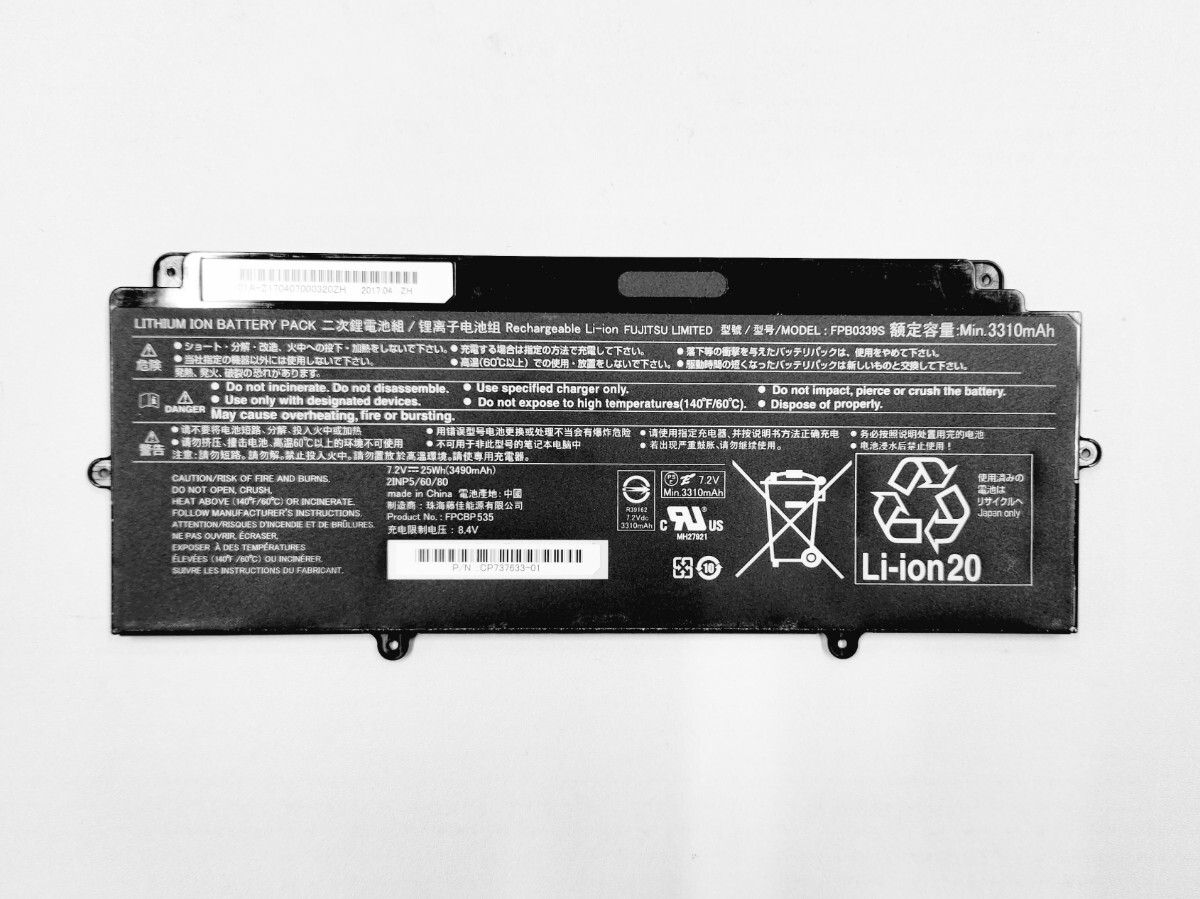 01A-Z170407000320ZH 2017.04 ZH
LITHIUM ION BATTERY PACK 二次鋰電池組 / 锂离子电池组 Rechargeable Li-ion FUJITSU LIMITED 型號 / 型号/MODEL : FPB0339S 额定容量:Min.3310mAh
危険
● ショート・分解・改造、火中への投下・加熱をしないで下さい。 ● 充電する場合は指定の方法で充電して下さい。 ● 落下等の衝撃を与えたバッテリパックは、使用をやめて下さい。
● 当社指定の機器以外には使用しないで下さい。 ● 高温(60℃以上)での使用・放置をしないで下さい。 ● 駆動時間の短くなったバッテリパックは新しいものと交換して下さい。
発熱、発火、破裂の恐れがあります。
DANGER
● Do not incinerate. Do not disassemble. ● Use specified charger only. ● Do not impact, pierce or crush the battery.
● Use only with designated devices. ● Do not expose to high temperatures(140°F/60℃). ● Dispose of properly.
May cause overheating, fire or bursting.
警告
● 请不要将电池短路、分解、投入火中或加热 ● 用错误型号电池更换或处理不当会有爆炸危险 ● 请使用指定充电器、并按说明书方法正确充电 ● 务必按照说明处置用完的电池
● 请勿挤压、撞击电池、高温60℃以上的环境不可使用 ● 不可用于非此型号的笔记本电脑中 ● 若出现严重鼓胀、请勿继续使用。 ● 电池浸水后禁止使用！
注意:請勿短路。請勿解。禁止投入火中。請勿置放於高溫環境。請使專用充電器。
CAUTION/RISK OF FIRE AND BURNS.
DO NOT OPEN, CRUSH,
HEAT ABOVE (140°F/60℃) OR INCINERATE.
FOLLOW MANUFACTURER'S INSTRUCTIONS.
ATTENTION/RISQUES D'INCENDIE ET DE BRÛLURES.
NE PAS OUVRIR, ÉCRASER,
EXPOSER À DES TEMPÉRATURES
ÉLEVÉES (140°F /60℃) OU INCINÉRER.
SUIVRE LES INSTRUCTIONS DU FABRICANT.
7.2V⎓25Wh(3490mAh)
2INP5/60/80
made in China 電池產地: 中國
制造商 : 珠海藤佳能源有限公司
Product No. : FPCBP535
充电限制电压 : 8.4V
P/N CP737633-01
R39162
7.2Vdc
3310mAH
7.2V
Min.3310mAH
c RU® US
MH27921
10
使用済みの
電池は
リサイクルへ
Japan only
Li-ion20